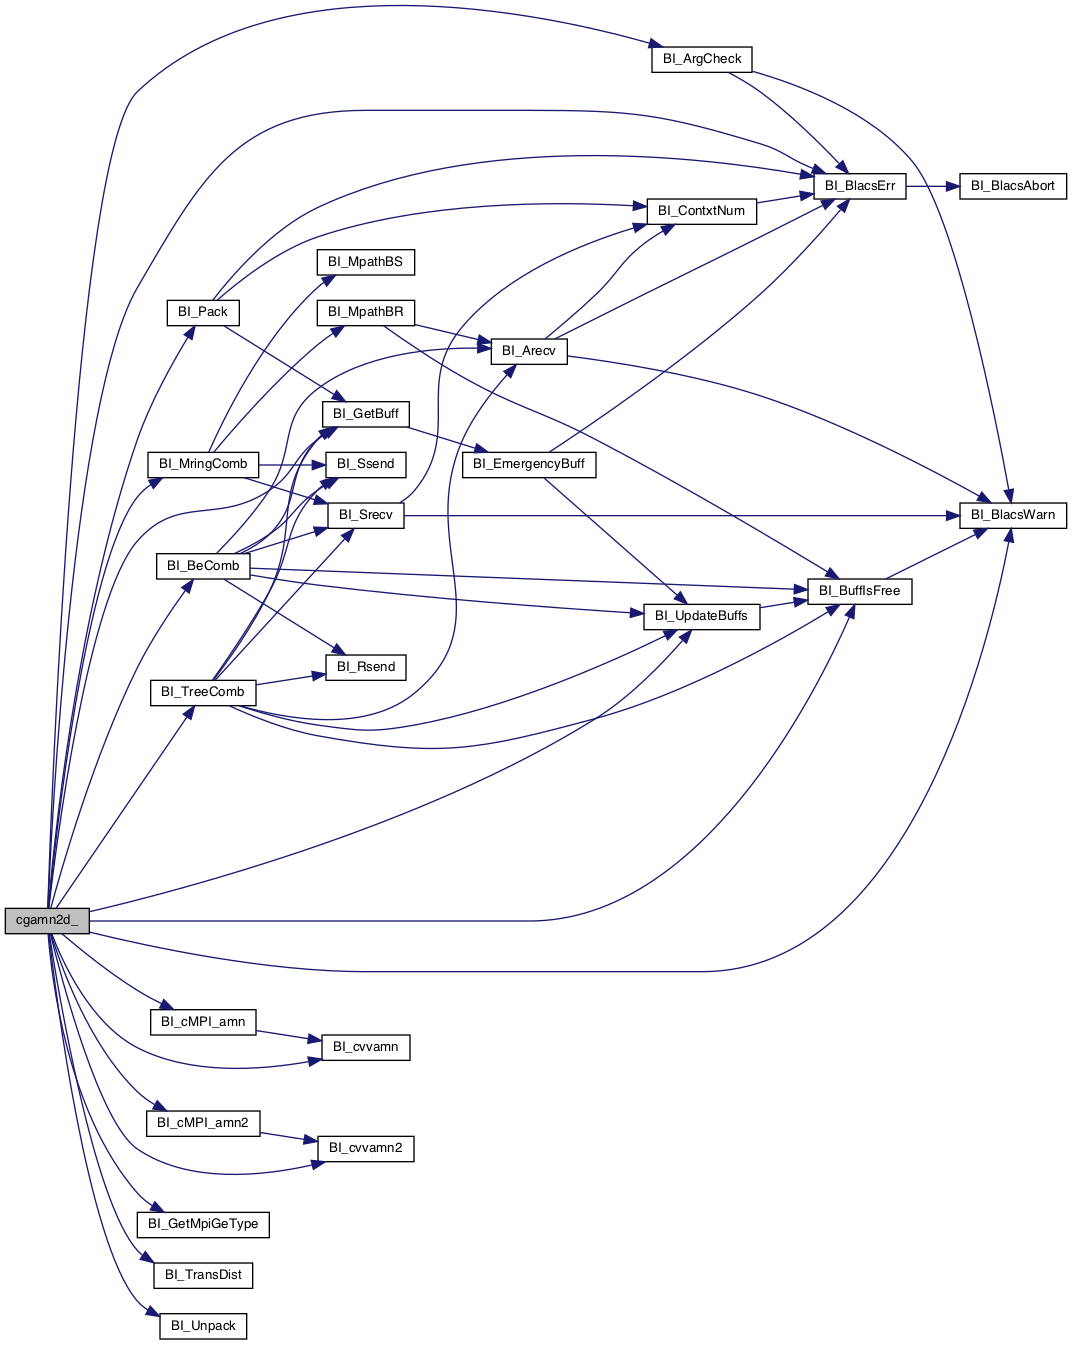 BI_ArgCheck
BI_BlacsErr
BI_BlacsAbort
BI_ContxtNum
BI_MpathBS
BI_Pack
BI_MpathBR
BI_Arecv
BI_GetBuff
BI_MringComb
BI_Ssend
BI_EmergencyBuff
BI_Srecv
BI_BlacsWarn
BI_BeComb
BI_BuffIsFree
BI_UpdateBuffs
BI_Rsend
BI_TreeComb
cgamn2d_
BI_cMPI_amn
BI_cvvamn
BI_cMPI_amn2
BI_cvvamn2
BI_GetMpiGeType
BI_TransDist
BI_Unpack